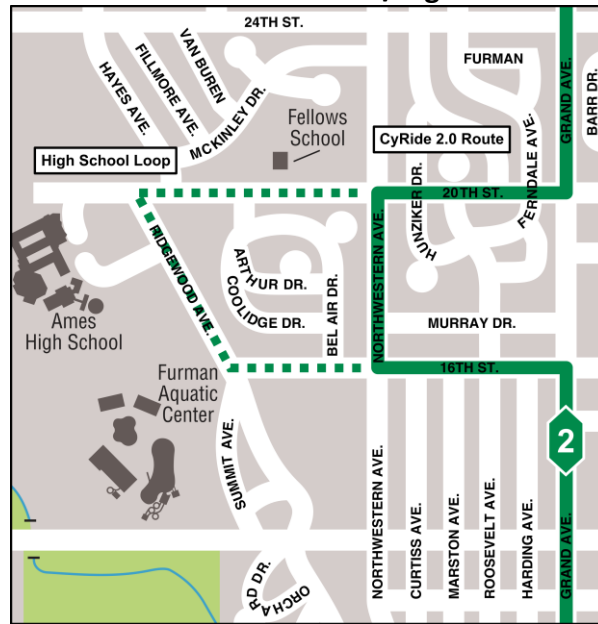 24TH ST.
VAN BUREN
FILLMORE AVE.
HAYES AVE.
MCKINLEY DR.
Fellows
School
FURMAN
GRAND AVE.
BARR DR.
High School Loop
CyRide 2.0 Route
HUNZIKER DR.
FERNDALE AVE.
20TH ST.
RIDGEWOOD AVE.
ARTHUR DR.
COOLIDGE DR.
BEL AIR DR.
NORTHWESTERN AVE.
MURRAY DR.
Ames
High School
16TH ST.
Furman
Aquatic
Center
SUMMIT AVE.
2
NORTHWESTERN AVE.
CURTISS AVE.
MARSTON AVE.
ROOSEVELT AVE.
HARDING AVE.
GRAND AVE.
ORCHARD DR.